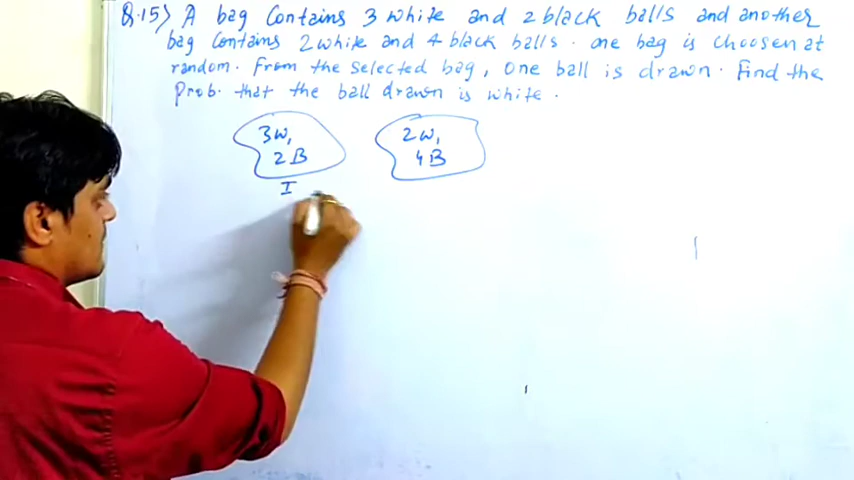 Q.15) A bag contains 3 white and 2 black balls and another
bag contains 2 white and 4 black balls. one bag is choosen at
random. From the selected bag, one ball is drawn. Find the
Prob. that the ball drawn is white.
3W, 2W,
2B 4B
I